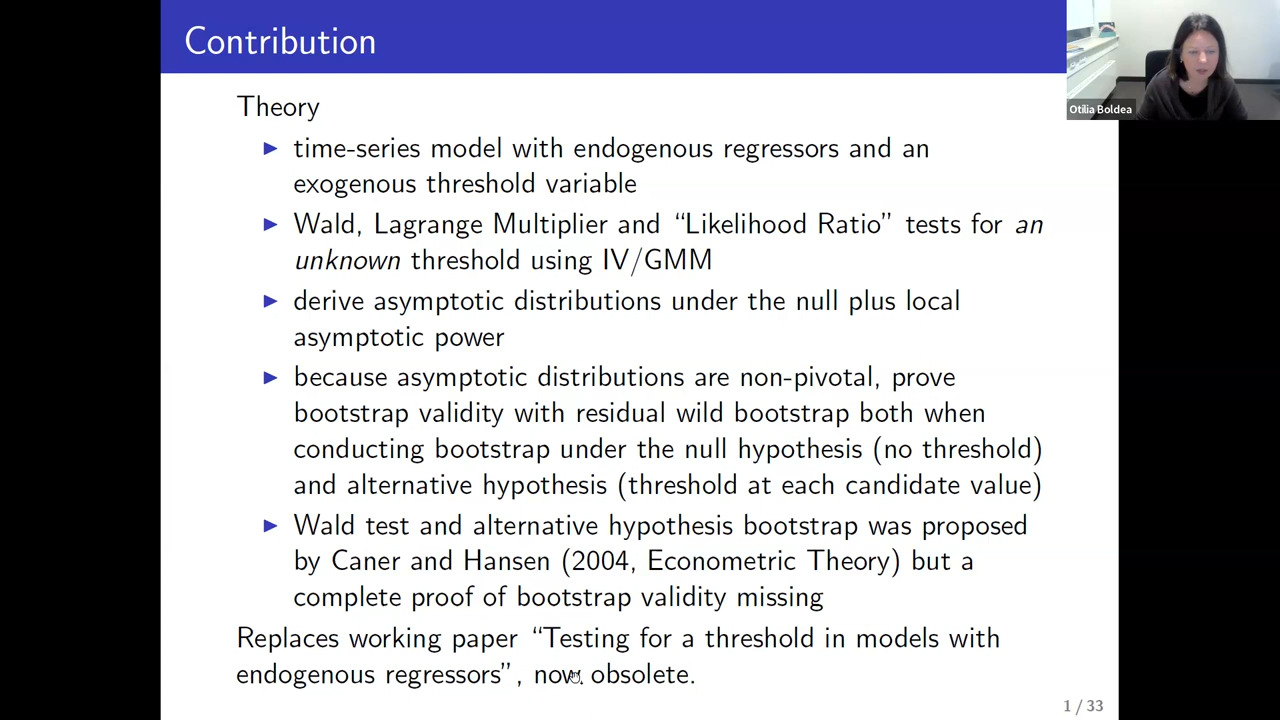 Contribution
Otilia Boldea
Theory
▶ time-series model with endogenous regressors and an
exogenous threshold variable
▶ Wald, Lagrange Multiplier and “Likelihood Ratio” tests for an
unknown threshold using IV/GMM
▶ derive asymptotic distributions under the null plus local
asymptotic power
▶ because asymptotic distributions are non-pivotal, prove
bootstrap validity with residual wild bootstrap both when
conducting bootstrap under the null hypothesis (no threshold)
and alternative hypothesis (threshold at each candidate value)
▶ Wald test and alternative hypothesis bootstrap was proposed
by Caner and Hansen (2004, Econometric Theory) but a
complete proof of bootstrap validity missing
Replaces working paper “Testing for a threshold in models with
endogenous regressors”, now obsolete.
1 / 33